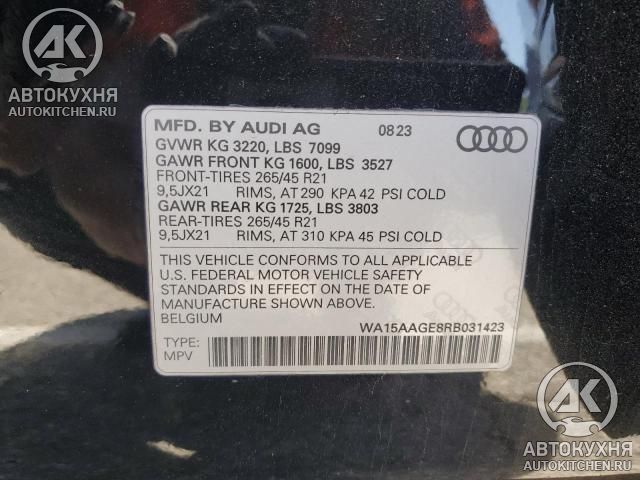 AK
АВТОКУХНЯ
AUTOKITCHEN.RU
MFD. BY AUDI AG 08 23
GVWR KG 3220, LBS 7099
GAWR FRONT KG 1600, LBS 3527
FRONT-TIRES 265/45 R21
9,5JX21 RIMS, AT 290 KPA 42 PSI COLD
GAWR REAR KG 1725, LBS 3803
REAR-TIRES 265/45 R21
9,5JX21 RIMS, AT 310 KPA 45 PSI COLD
THIS VEHICLE CONFORMS TO ALL APPLICABLE
U.S. FEDERAL MOTOR VEHICLE SAFETY
STANDARDS IN EFFECT ON THE DATE OF
MANUFACTURE SHOWN ABOVE.
BELGIUM
WA15AAGE8RB031423
TYPE:
MPV
AK
АВТОКУХНЯ
AUTOKITCHEN.RU